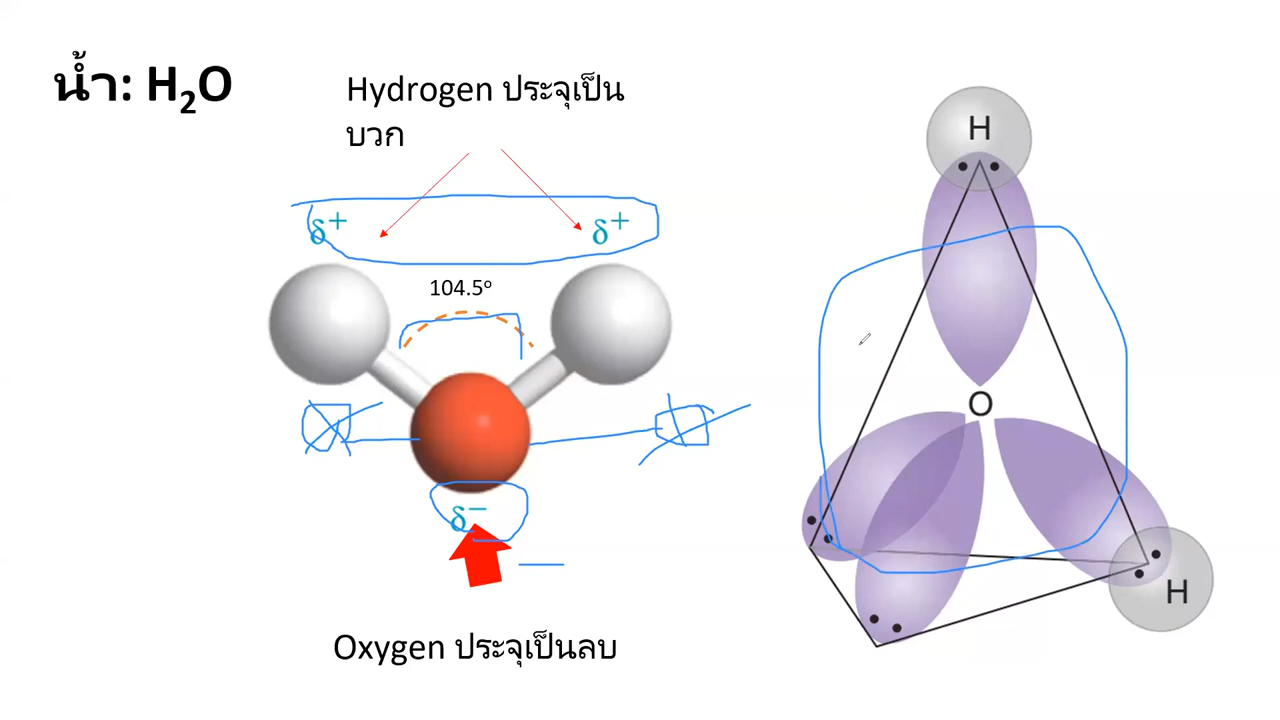 น้ำ: H₂O
Hydrogen ประจุเป็น
บวก
δ⁺ δ⁺
104.5º
δ⁻
Oxygen ประจุเป็นลบ
H
O
H